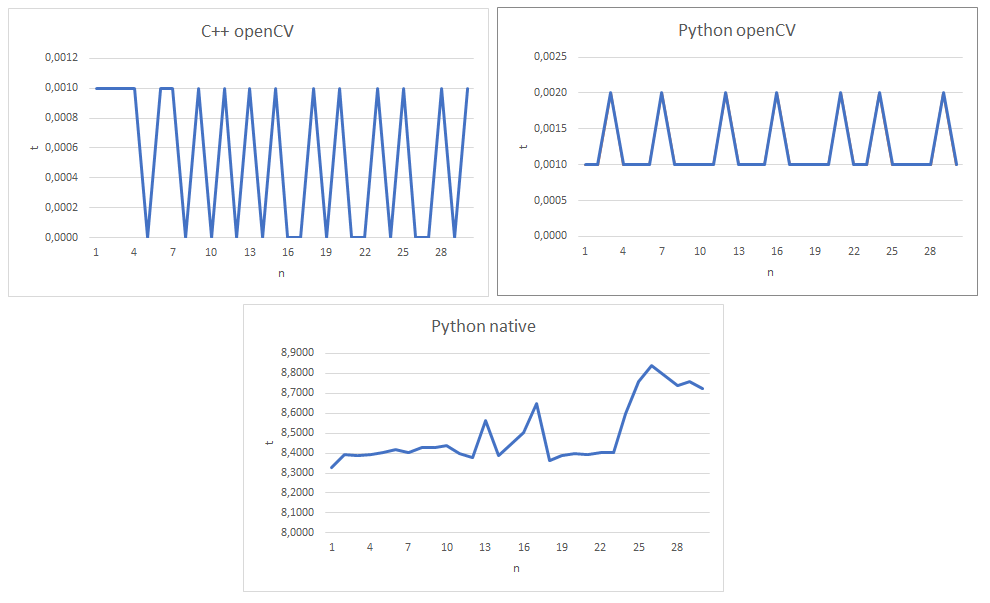 C++ openCV
0,0012
0,0010
0,0008
0,0006
0,0004
0,0002
0,0000
t
1 4 7 10 13 16 19 22 25 28
n
Python openCV
0,0025
0,0020
0,0015
0,0010
0,0005
0,0000
t
1 4 7 10 13 16 19 22 25 28
n
Python native
8,9000
8,8000
8,7000
8,6000
8,5000
8,4000
8,3000
8,2000
8,1000
8,0000
t
1 4 7 10 13 16 19 22 25 28
n